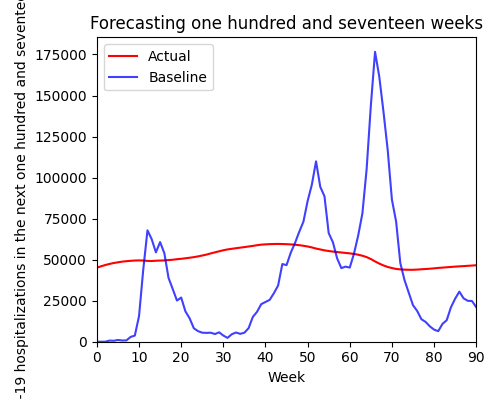 Forecasting one hundred and seventeen weeks
-19 hospitalizations in the next one hundred and
Actual
Baseline
175000
150000
125000
100000
75000
50000
25000
0
0 10 20 30 40 50 60 70 80 90
Week